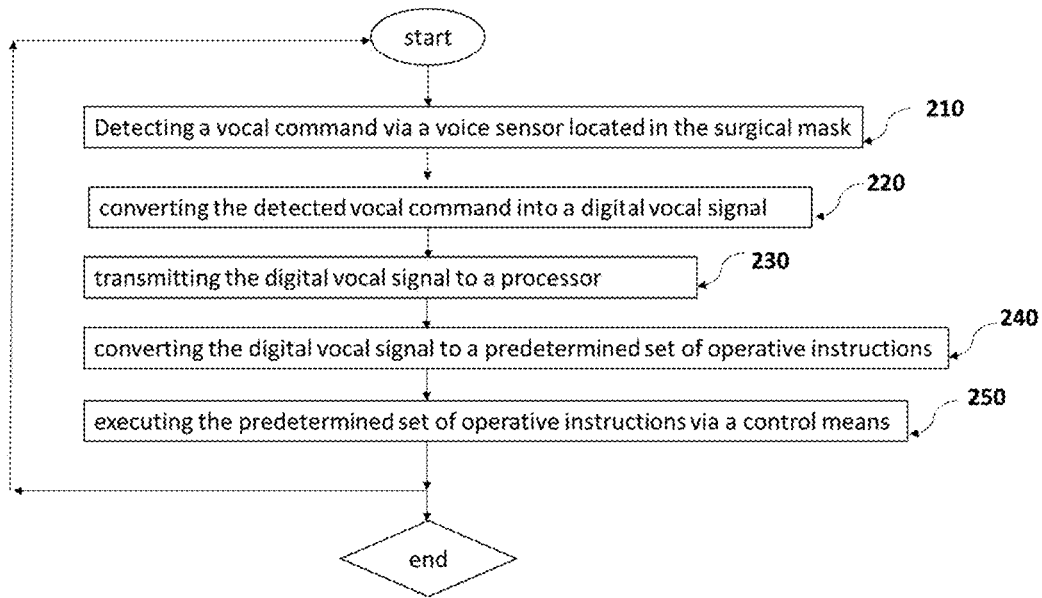 start
Detecting a vocal command via a voice sensor located in the surgical mask
210
converting the detected vocal command into a digital vocal signal
220
transmitting the digital vocal signal to a processor
230
converting the digital vocal signal to a predetermined set of operative instructions
240
executing the predetermined set of operative instructions via a control means
250
end